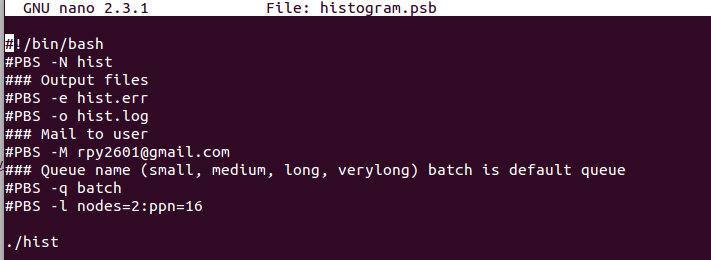 GNU nano 2.3.1 File: histogram.psb
#!/bin/bash
#PBS -N hist
### Output files
#PBS -e hist.err
#PBS -o hist.log
### Mail to user
#PBS -M rpy2601@gmail.com
### Queue name (small, medium, long, verylong) batch is default queue
#PBS -q batch
#PBS -l nodes=2:ppn=16
./hist